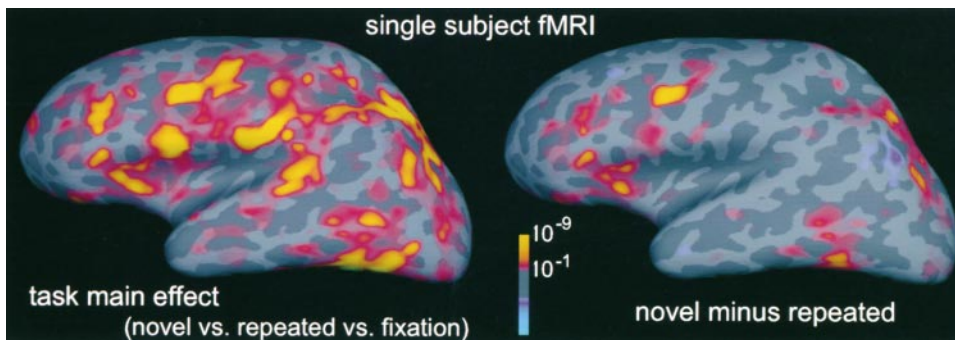 single subject fMRI
10⁻⁹
10⁻¹
task main effect
(novel vs. repeated vs. fixation)
novel minus repeated